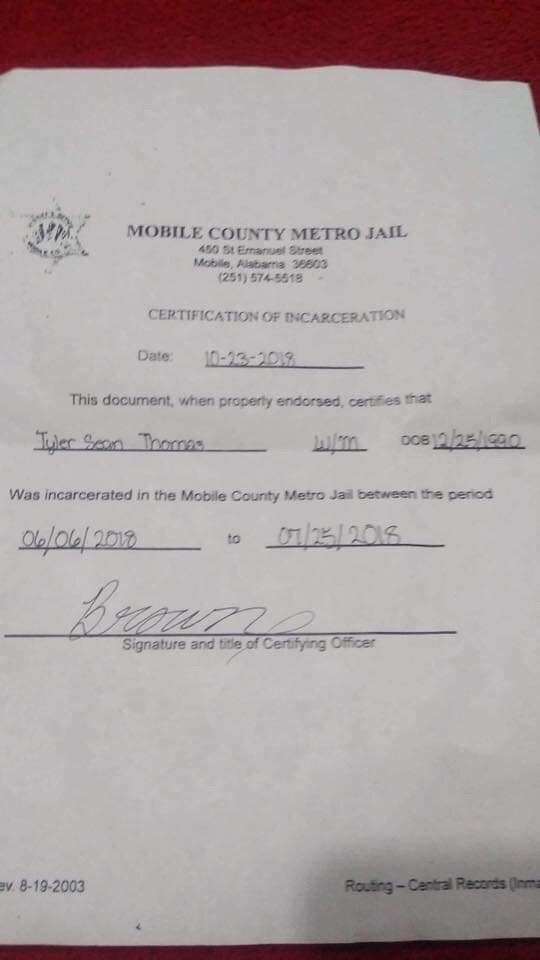 MOBILE COUNTY METRO JAIL
450 St Emanuel Street
Mobile, Alabama 36603
(251) 574-5518
CERTIFICATION OF INCARCERATION
Date: 10-23-2018
This document, when properly endorsed, certifies that
Tyler Sean Thomas W/M DOB 12/25/1990
Was incarcerated in the Mobile County Metro Jail between the period
06/06/2018 to 07/25/2018
Brown
Signature and title of Certifying Officer
ev. 8-19-2003 Routing – Central Records (Inma